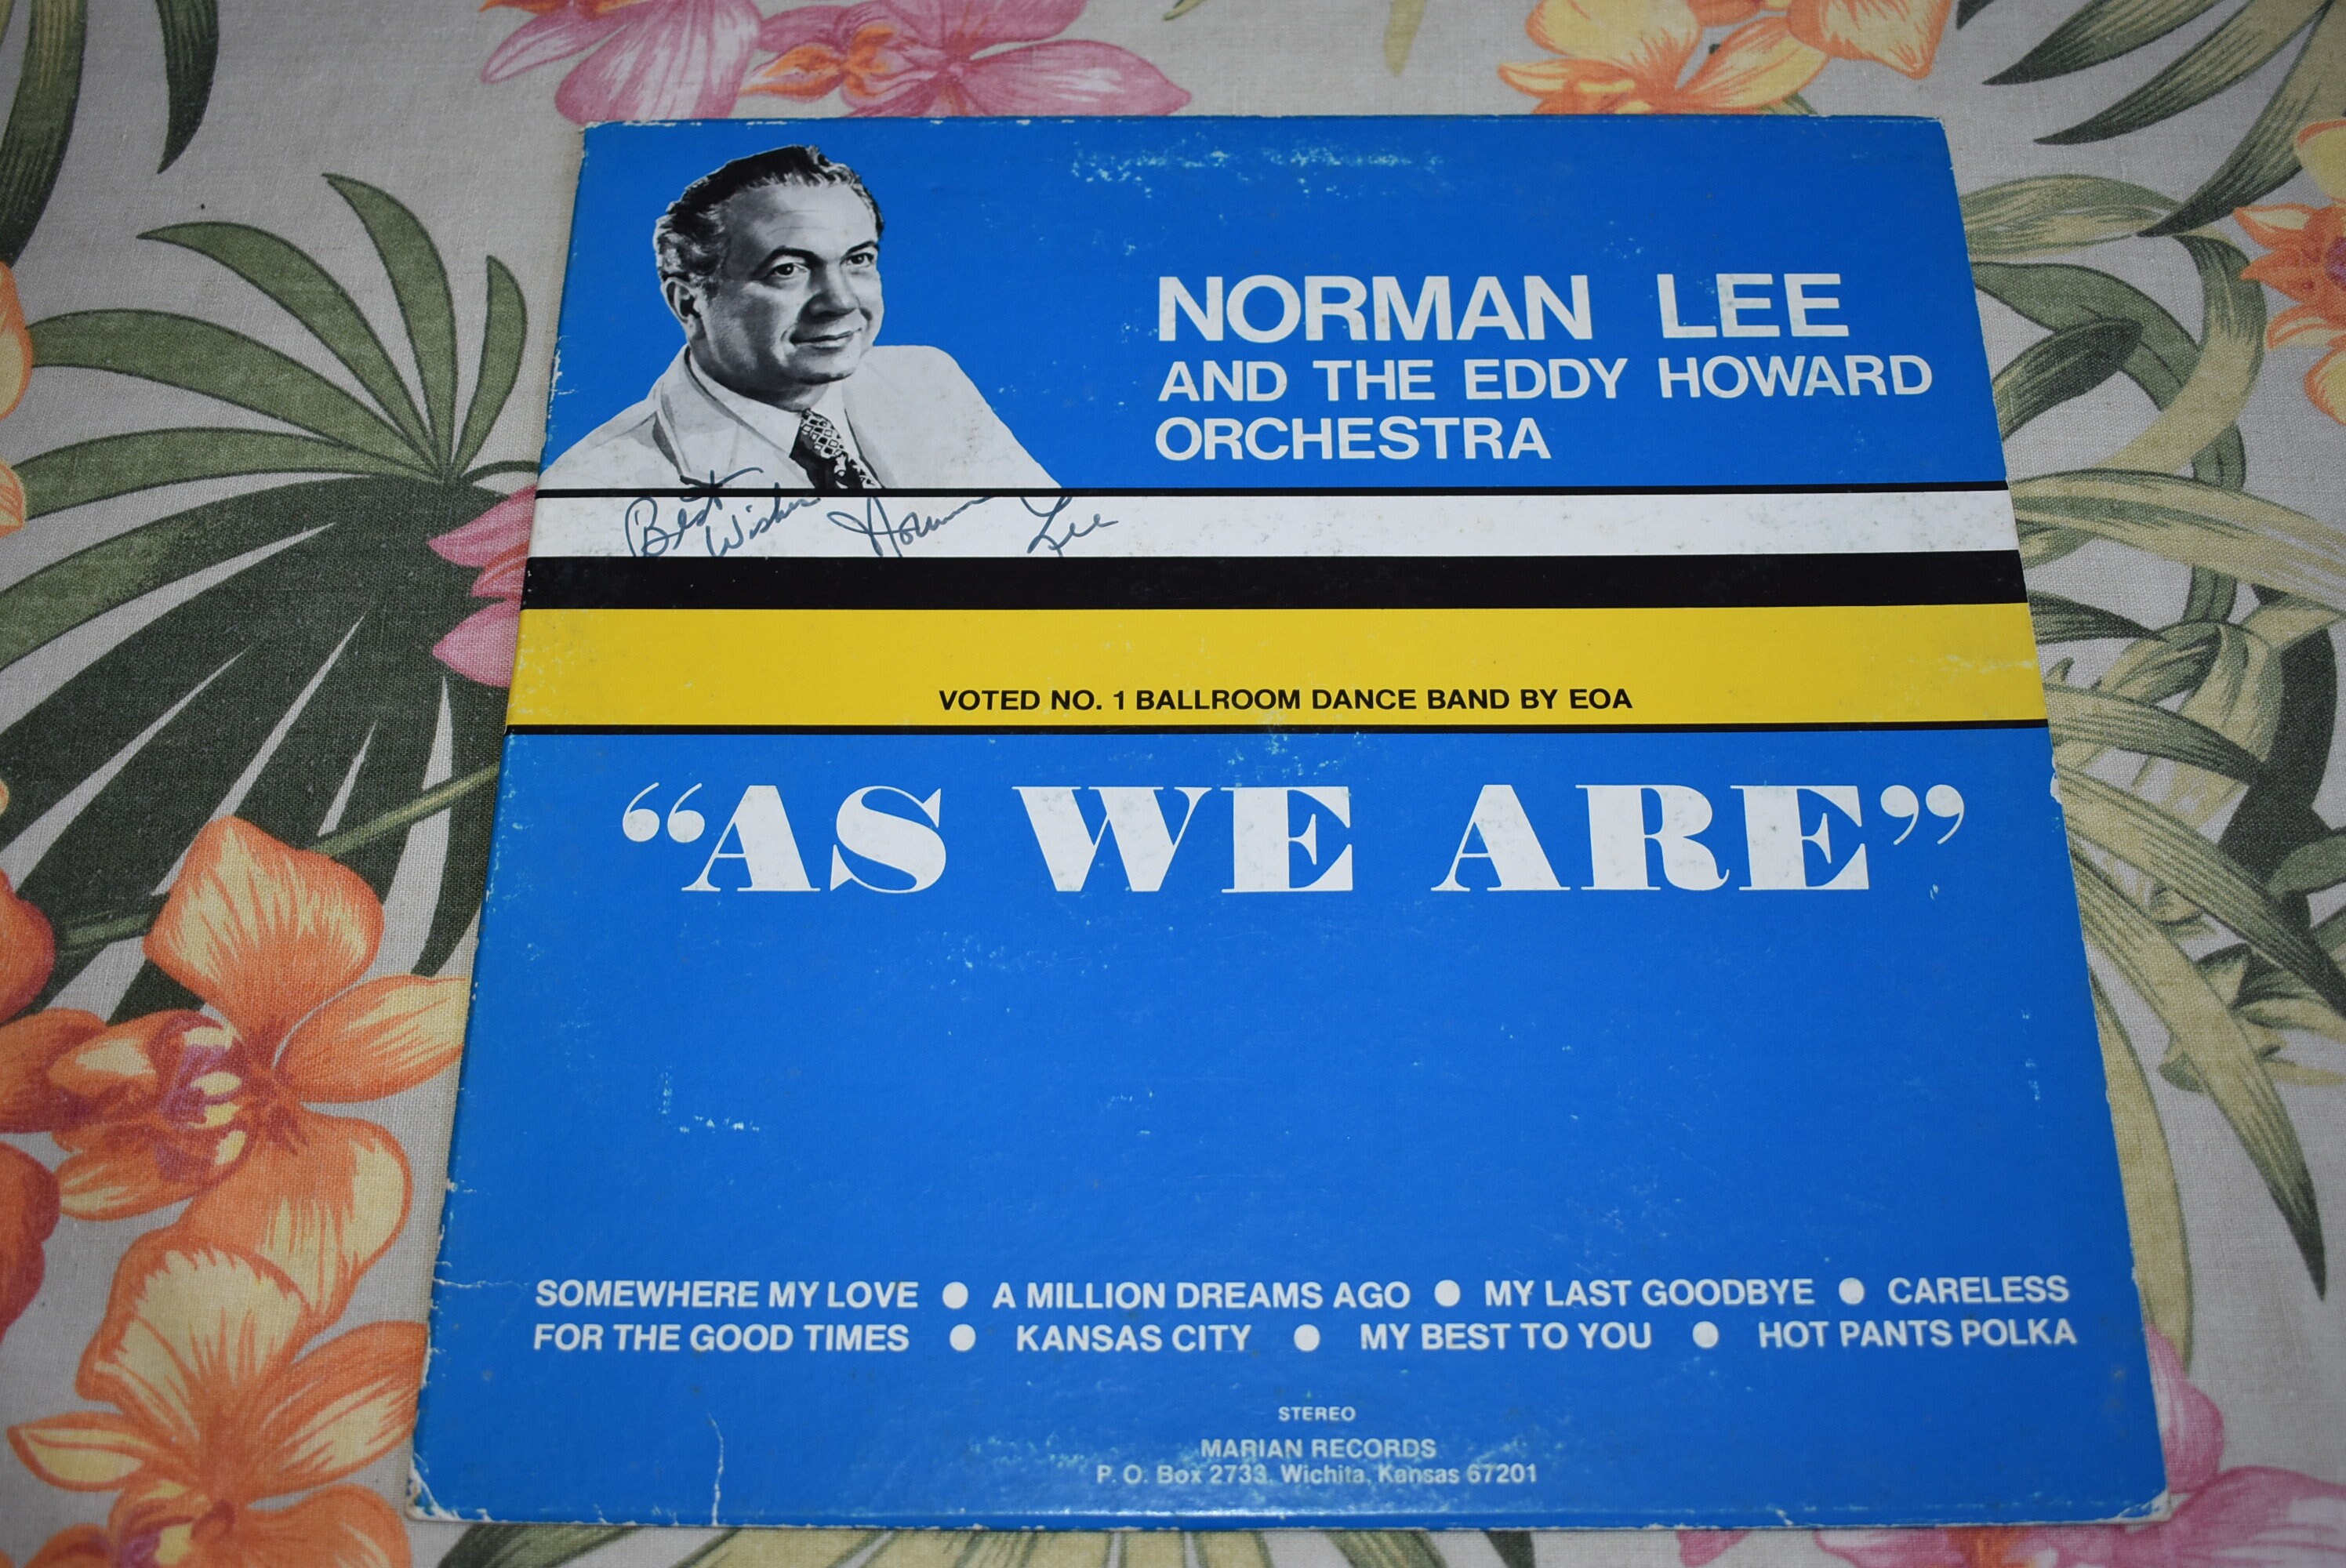 NORMAN LEE
AND THE EDDY HOWARD
ORCHESTRA
Best Wishes Norman Lee
VOTED NO. 1 BALLROOM DANCE BAND BY EOA
“AS WE ARE”
SOMEWHERE MY LOVE ● A MILLION DREAMS AGO ● MY LAST GOODBYE ● CARELESS
FOR THE GOOD TIMES ● KANSAS CITY ● MY BEST TO YOU ● HOT PANTS POLKA
STEREO
MARIAN RECORDS
P. O. Box 2733, Wichita, Kansas 67201